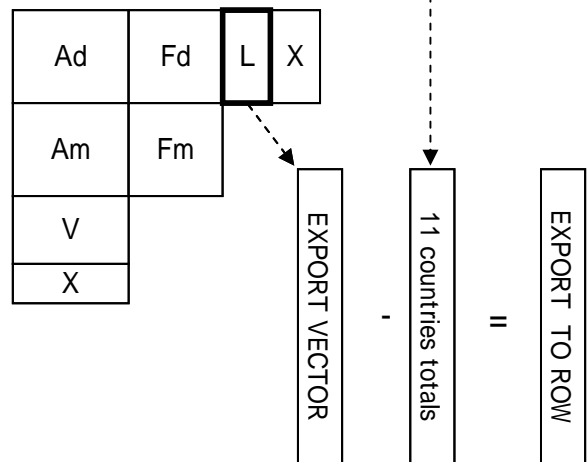 Ad Fd L X
Am Fm
V
X
EXPORT VECTOR
-
11 countries totals
=
EXPORT TO ROW